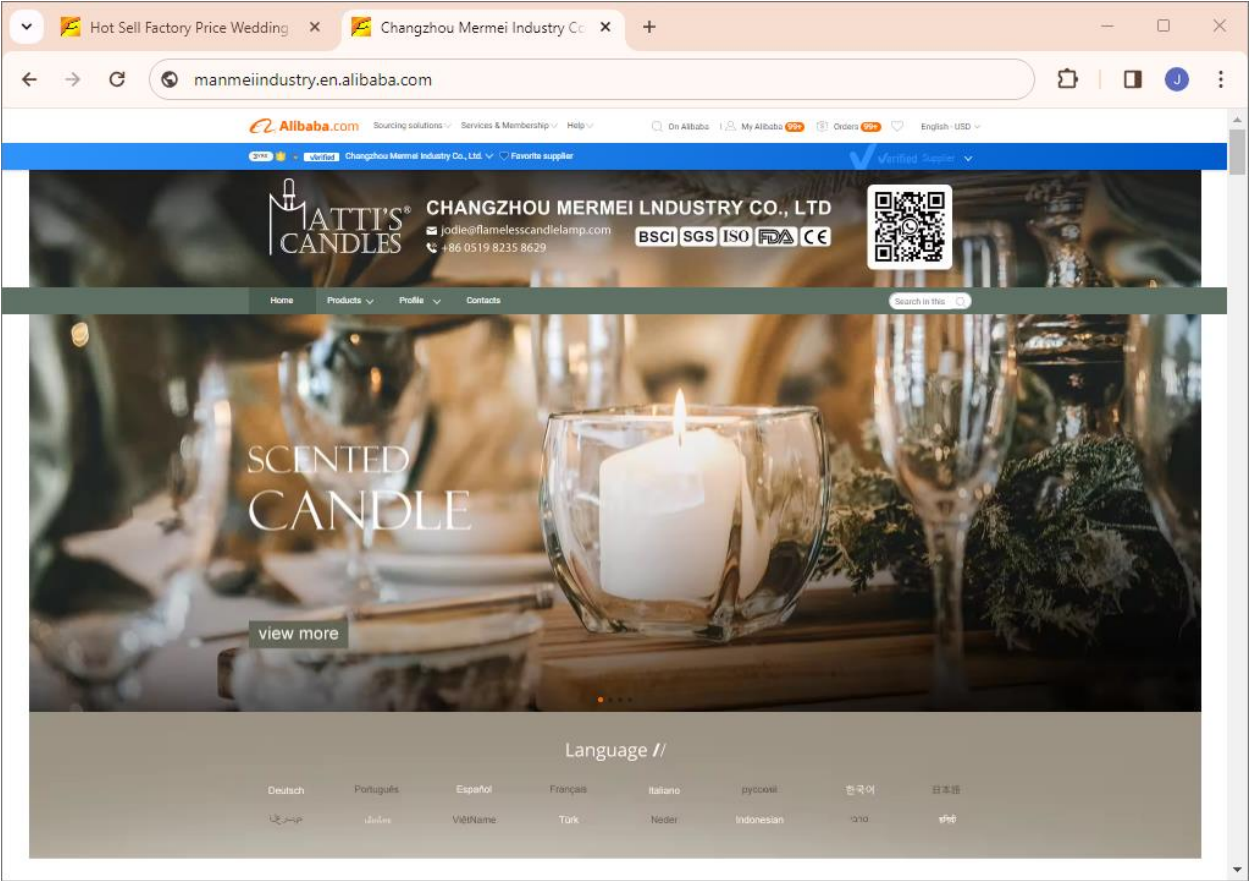 Hot Sell Factory Price Wedding
Changzhou Mermei Industry Co
manmeiindustry.en.alibaba.com
J
Alibaba.com Sourcing solutions Services & Membership Help On Alibaba My Alibaba 99+ Orders 99+ English - USD
3YRS Verified Changzhou Mermei Industry Co., Ltd. Favorite supplier Verified Supplier
MATTI'S®
CANDLES
CHANGZHOU MERMEI LNDUSTRY CO., LTD
jodie@flamelesscandlelamp.com
+86 0519 8235 8629
BSCI SGS ISO FDA CE
Home Products Profile Contacts Search in this
SCENTED
CANDLE
view more
Language //
Deutsch Português Español Français Italiano русский 한국어 日本語
ViêtName Türk Neder Indonesian